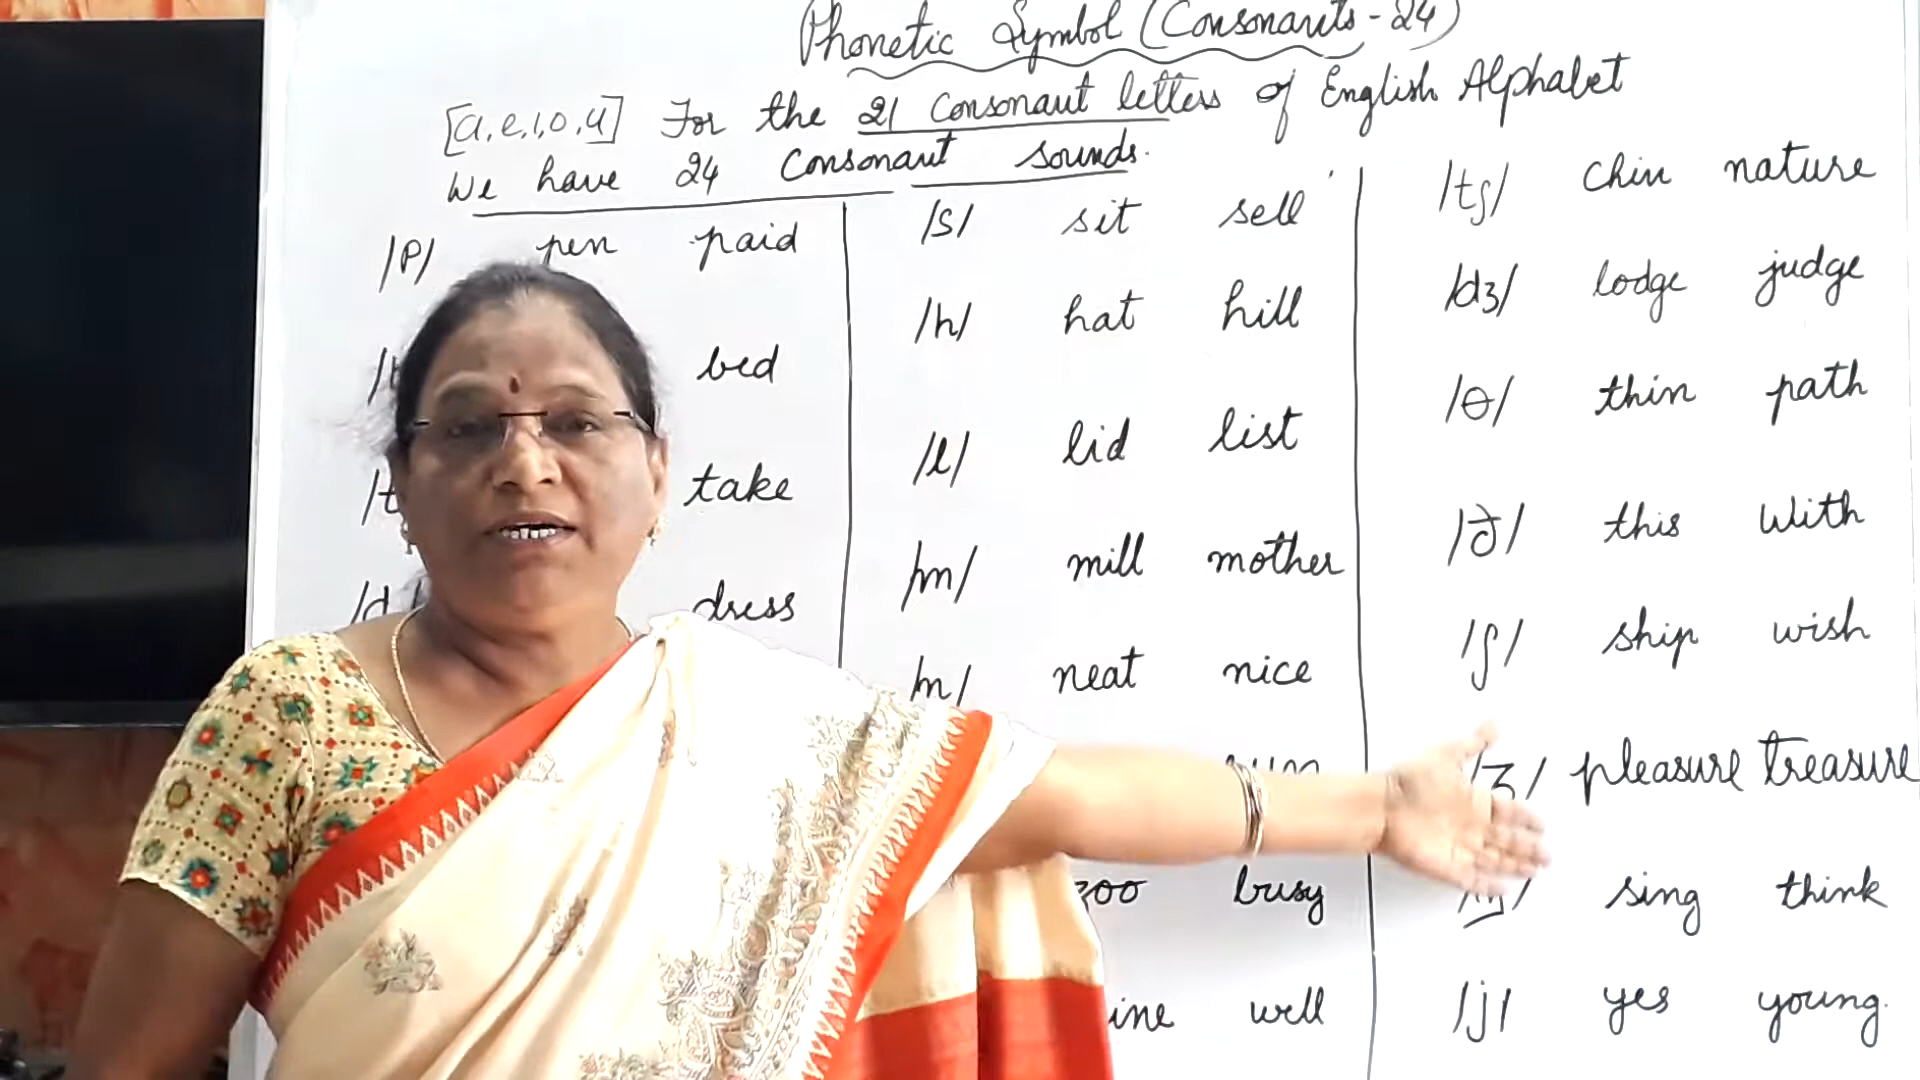 Phonetic Symbol (Consonants-24)
[a,e,i,o,u] For the 21 Consonant letters of English Alphabet
We have 24 Consonant sounds.
/p/ pen paid
bed
take
dress
/s/ sit sell
/h/ hat hill
/l/ lid list
/m/ mill mother
/n/ neat nice
zoo busy
well
/tʃ/ chin nature
/dʒ/ lodge judge
/θ/ thin path
/ð/ this with
/ʃ/ ship wish
/ʒ/ pleasure treasure
/ŋ/ sing think
/j/ yes young.